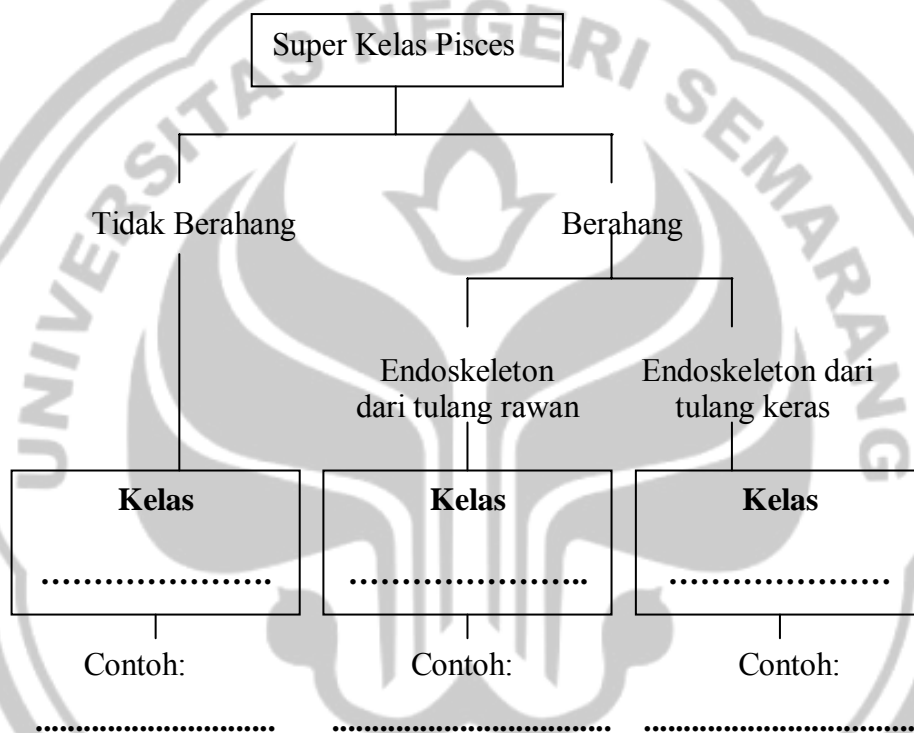 UNIVERSITAS NEGERI SEMARANG
Super Kelas Pisces
Tidak Berahang
Berahang
Endoskeleton
dari tulang rawan
Endoskeleton dari
tulang keras
Kelas
......................
Kelas
.......................
Kelas
.....................
Contoh:
..............................
Contoh:
...................................
Contoh:
...................................